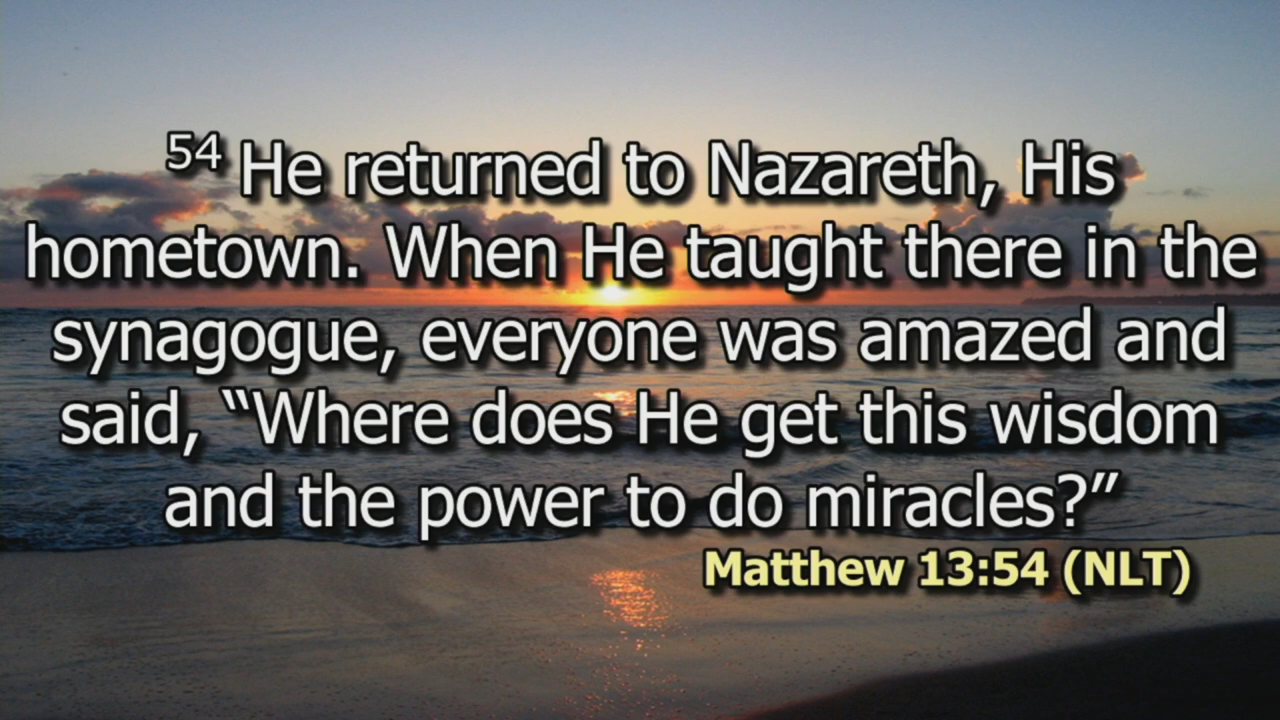 54 He returned to Nazareth, His
hometown. When He taught there in the
synagogue, everyone was amazed and
said, “Where does He get this wisdom
and the power to do miracles?”
Matthew 13:54 (NLT)